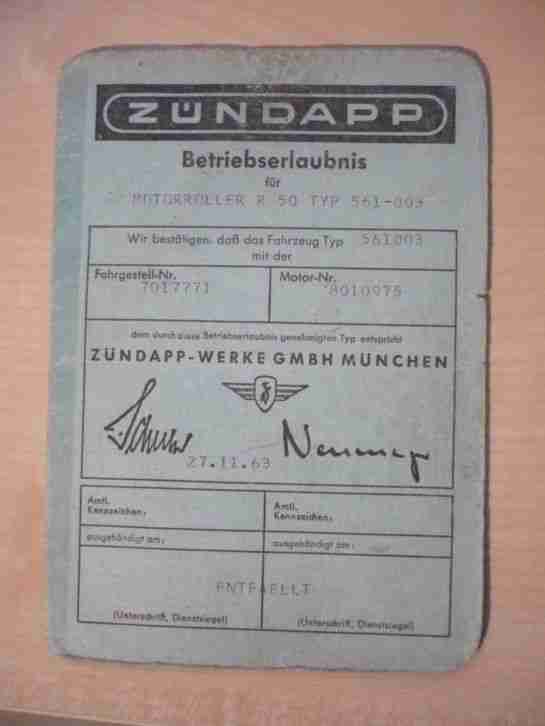 ZÜNDAPP
Betriebserlaubnis
für
MOTORROLLER R 50 TYP 561-003
Wir bestätigen, daß das Fahrzeug Typ 561003
mit der
Fahrgestell-Nr. Motor-Nr.
7017771 8010975
dem durch diese Betriebserlaubnis genehmigten Typ entspricht
ZÜNDAPP-WERKE GMBH MÜNCHEN
27.11.63
Amtl. Amtl.
Kennzeichen: Kennzeichen:
ausgehändigt am: ausgehändigt am:
ENTFAELLT
(Unterschrift, Dienstsiegel) (Unterschrift, Dienstsiegel)